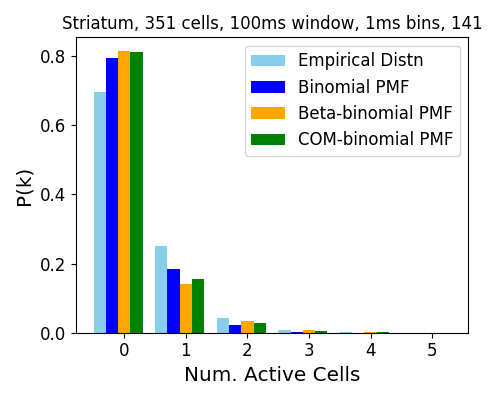 Striatum, 351 cells, 100ms window, 1ms bins, 141
Empirical Distn
Binomial PMF
Beta-binomial PMF
COM-binomial PMF
P(k)
0.8
0.6
0.4
0.2
0.0
0 1 2 3 4 5
Num. Active Cells